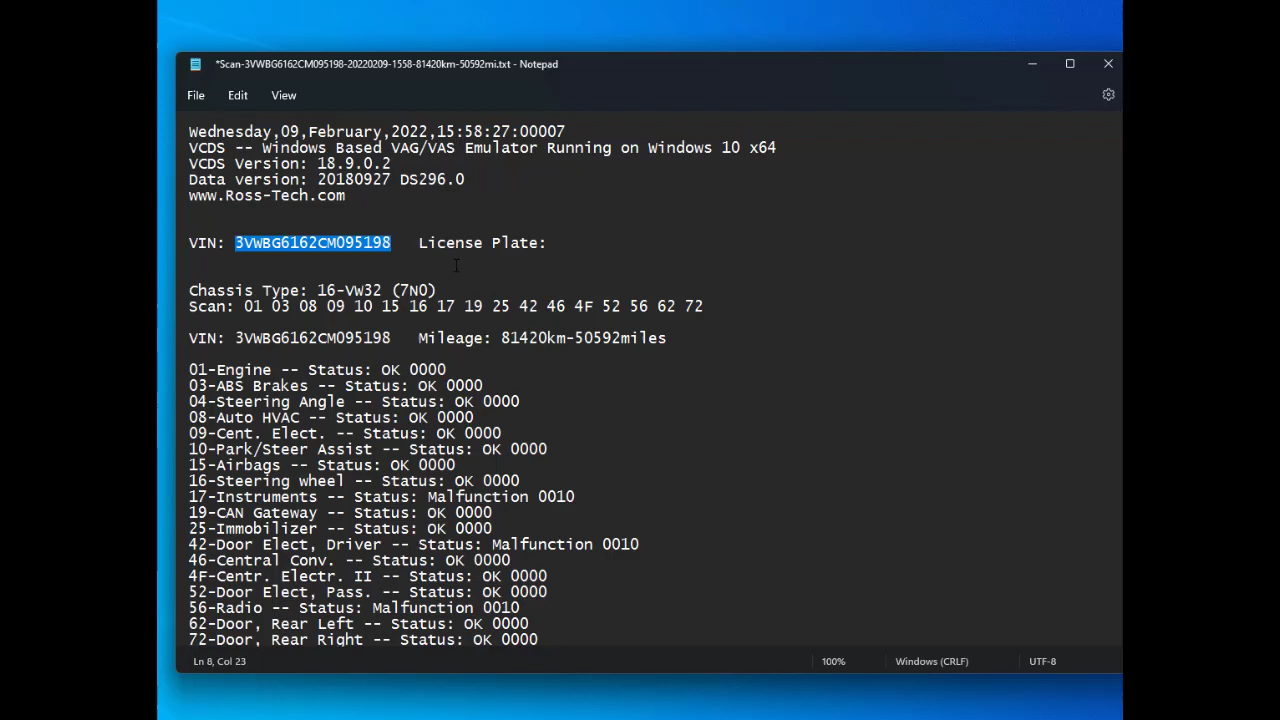 *Scan-3VWBG6162CM095198-20220209-1558-81420km-50592mi.txt - Notepad
File Edit View
Wednesday,09,February,2022,15:58:27:00007
VCDS -- Windows Based VAG/VAS Emulator Running on Windows 10 x64
VCDS Version: 18.9.0.2
Data version: 20180927 DS296.0
www.Ross-Tech.com
VIN: 3VWBG6162CM095198 License Plate:
Chassis Type: 16-VW32 (7N0)
Scan: 01 03 08 09 10 15 16 17 19 25 42 46 4F 52 56 62 72
VIN: 3VWBG6162CM095198 Mileage: 81420km-50592miles
01-Engine -- Status: OK 0000
03-ABS Brakes -- Status: OK 0000
04-Steering Angle -- Status: OK 0000
08-Auto HVAC -- Status: OK 0000
09-Cent. Elect. -- Status: OK 0000
10-Park/Steer Assist -- Status: OK 0000
15-Airbags -- Status: OK 0000
16-Steering wheel -- Status: OK 0000
17-Instruments -- Status: Malfunction 0010
19-CAN Gateway -- Status: OK 0000
25-Immobilizer -- Status: OK 0000
42-Door Elect, Driver -- Status: Malfunction 0010
46-Central Conv. -- Status: OK 0000
4F-Centr. Electr. II -- Status: OK 0000
52-Door Elect, Pass. -- Status: OK 0000
56-Radio -- Status: Malfunction 0010
62-Door, Rear Left -- Status: OK 0000
72-Door, Rear Right -- Status: OK 0000
Ln 8, Col 23 100% Windows (CRLF) UTF-8